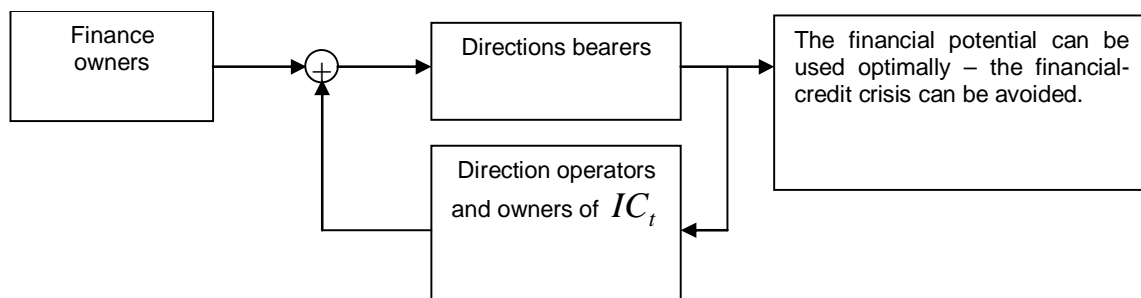 Finance
owners
+
Directions bearers
The financial potential can be
used optimally – the financial-
credit crisis can be avoided.
Direction operators
and owners of IC_t